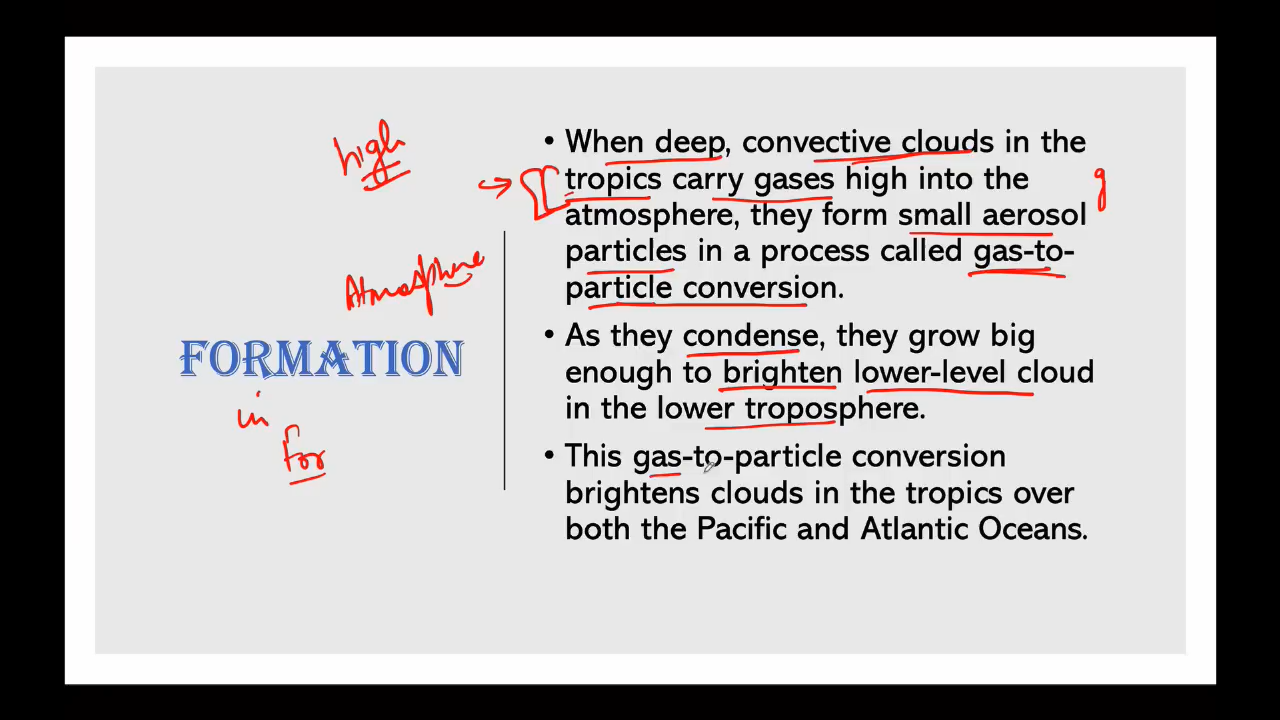 high
Atmosphere
FORMATION
in
for
• When deep, convective clouds in the
tropics carry gases high into the
g
atmosphere, they form small aerosol
particles in a process called gas-to-
particle conversion.
• As they condense, they grow big
enough to brighten lower-level cloud
in the lower troposphere.
• This gas-to-particle conversion
brightens clouds in the tropics over
both the Pacific and Atlantic Oceans.